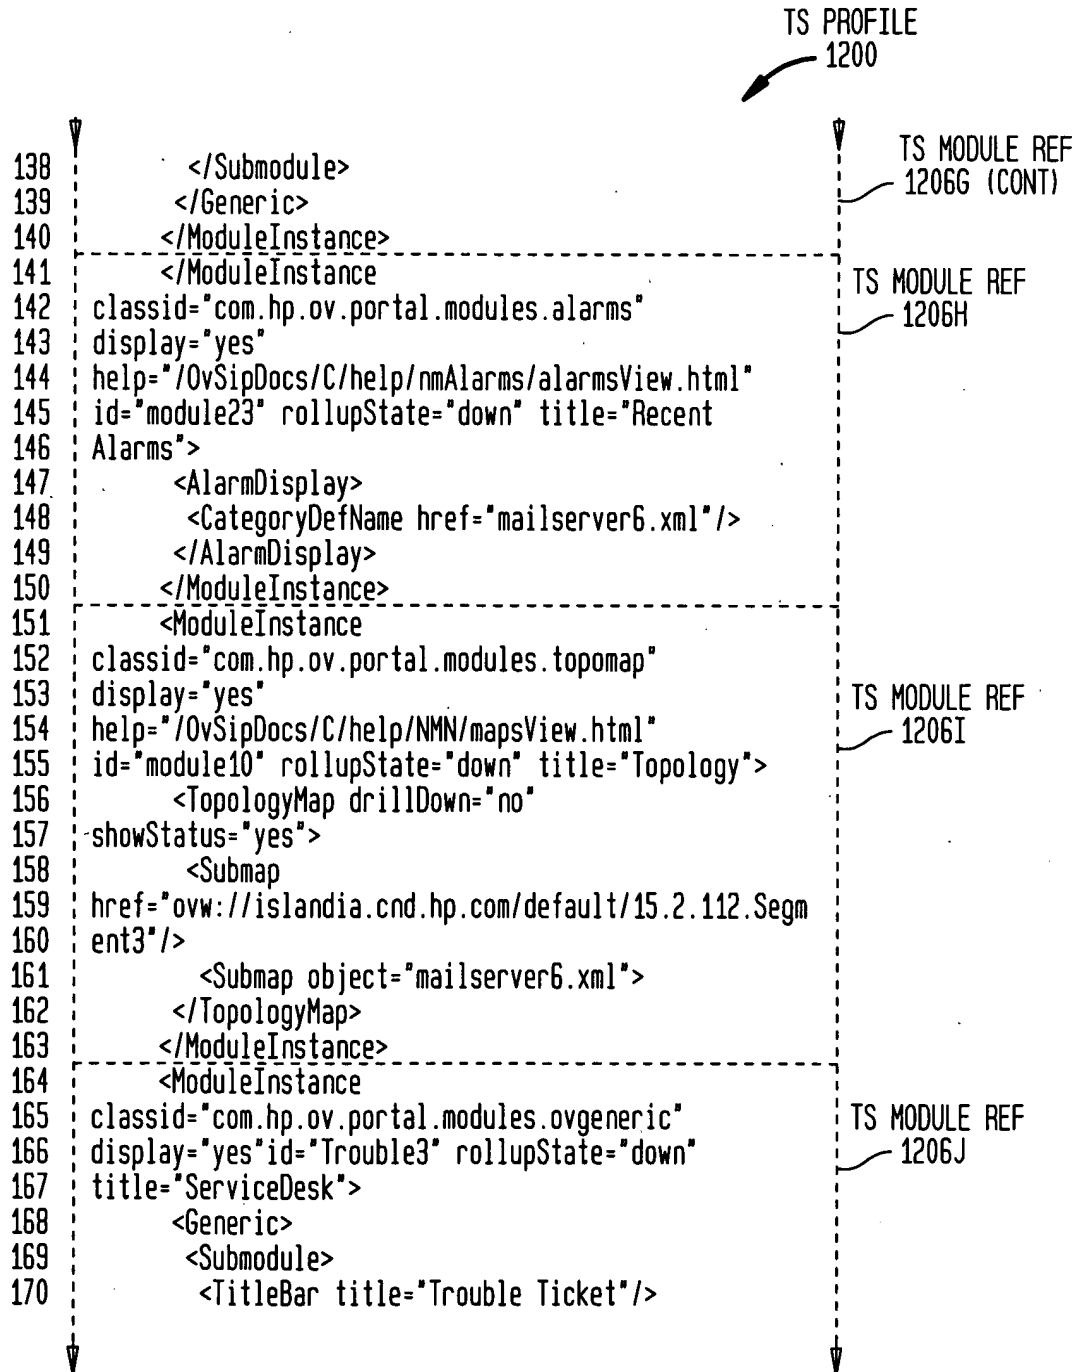 TS PROFILE
1200
138 </Submodule>
139 </Generic>
140 </ModuleInstance>
TS MODULE REF
1206G (CONT)
141 </ModuleInstance
142 classid="com.hp.ov.portal.modules.alarms"
143 display="yes"
144 help="/OvSipDocs/C/help/nmAlarms/alarmsView.html"
145 id="module23" rollupState="down" title="Recent
146 Alarms">
147 <AlarmDisplay>
148 <CategoryDefName href="mailserver6.xml"/>
149 </AlarmDisplay>
150 </ModuleInstance>
TS MODULE REF
1206H
151 <ModuleInstance
152 classid="com.hp.ov.portal.modules.topomap"
153 display="yes"
154 help="/OvSipDocs/C/help/NMN/mapsView.html"
155 id="module10" rollupState="down" title="Topology">
156 <TopologyMap drillDown="no"
157 showStatus="yes">
158 <Submap
159 href="ovw://islandia.cnd.hp.com/default/15.2.112.Segm
160 ent3"/>
161 <Submap object="mailserver6.xml">
162 </TopologyMap>
163 </ModuleInstance>
TS MODULE REF
1206I
164 <ModuleInstance
165 classid="com.hp.ov.portal.modules.ovgeneric"
166 display="yes"id="Trouble3" rollupState="down"
167 title="ServiceDesk">
168 <Generic>
169 <Submodule>
170 <TitleBar title="Trouble Ticket"/>
TS MODULE REF
1206J